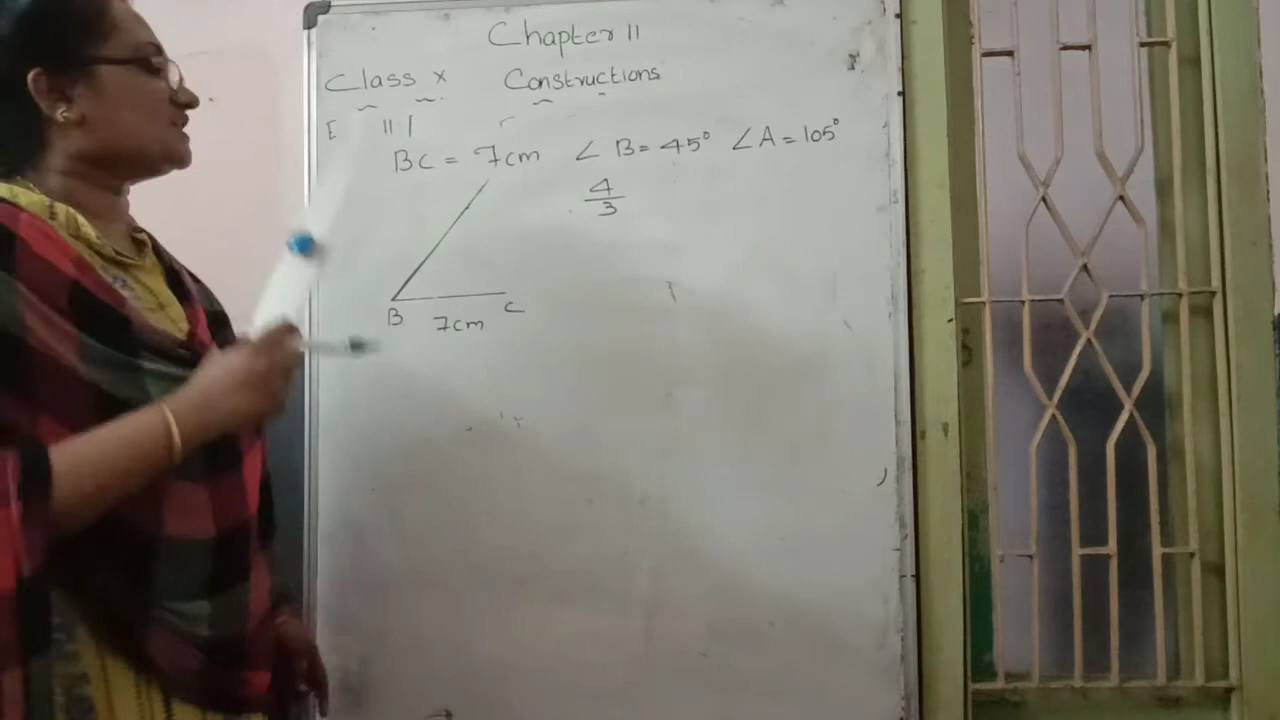 Chapter 11
Class X Constructions
BC = 7cm ∠B = 45° ∠A = 105°
4
3
B C
7cm